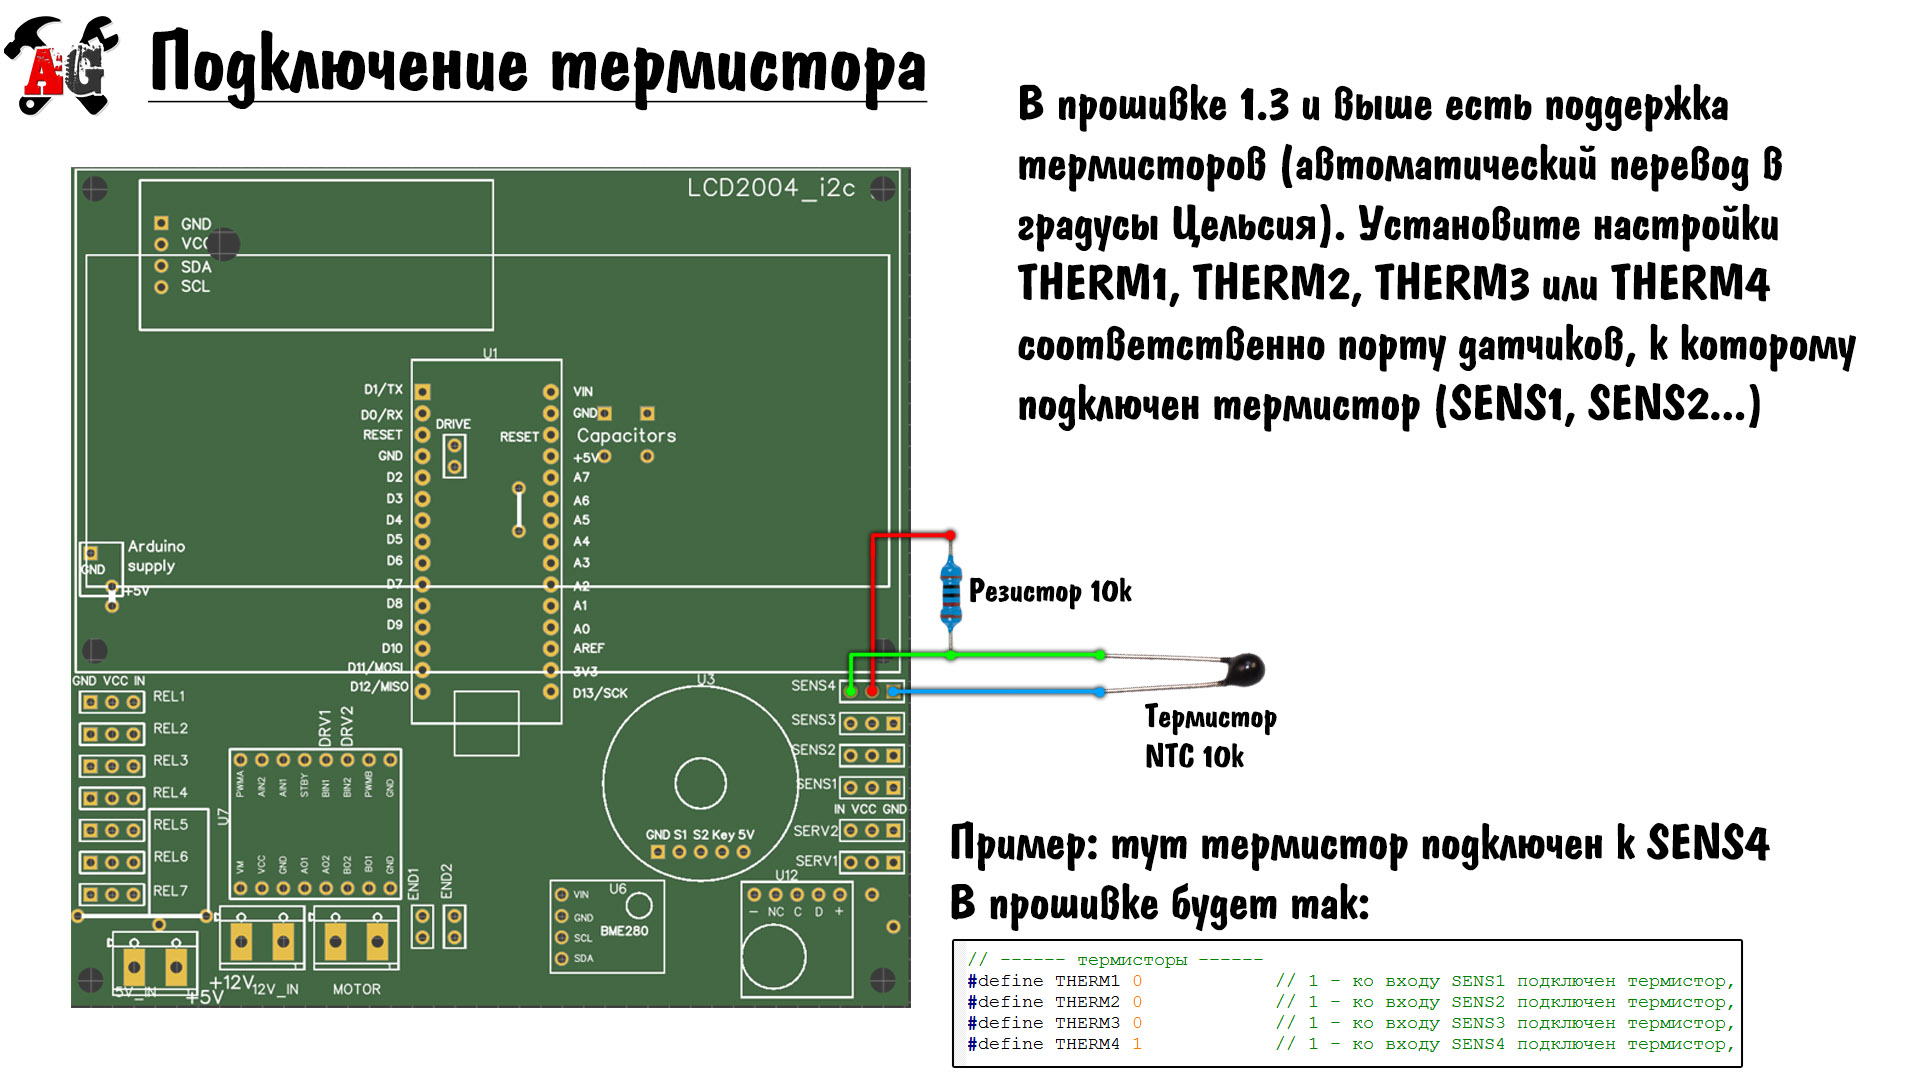 AG
Подключение термистора
В прошивке 1.3 и выше есть поддержка
термисторов (автоматический перевод в
градусы Цельсия). Установите настройки
THERM1, THERM2, THERM3 или THERM4
соответственно порту датчиков, к которому
подключен термистор (SENS1, SENS2...)
LCD2004_i2c
GND
VCC
SDA
SCL
U1
D1/TX
D0/RX
RESET
GND
D2
D3
D4
D5
D6
D7
D8
D9
D10
D11/MOSI
D12/MISO
DRIVE
VIN
GND
RESET
Capacitors
+5V
A7
A6
A5
A4
A3
A2
A1
A0
AREF
3V3
D13/SCK
Arduino
supply
GND
+5V
Резистор 10k
Термистор
NTC 10k
GND VCC IN
REL1
REL2
REL3
REL4
REL5
REL6
REL7
DRV1
DRV2
U7
PWMA
AIN2
AIN1
STBY
BIN1
BIN2
PWMB
GND
VM
VCC
GND
AO1
AO2
BO2
BO1
GND
END1
END2
5V_IN
+5V
+12V
12V_IN
MOTOR
U3
GND S1 S2 Key 5V
SENS4
SENS3
SENS2
SENS1
IN VCC GND
SERV2
SERV1
U6
VIN
GND
SCL
SDA
BME280
U12
− NC C D +
Пример: тут термистор подключен к SENS4
В прошивке будет так:
// ------ термисторы ------
#define THERM1 0 // 1 - ко входу SENS1 подключен термистор,
#define THERM2 0 // 1 - ко входу SENS2 подключен термистор,
#define THERM3 0 // 1 - ко входу SENS3 подключен термистор,
#define THERM4 1 // 1 - ко входу SENS4 подключен термистор,